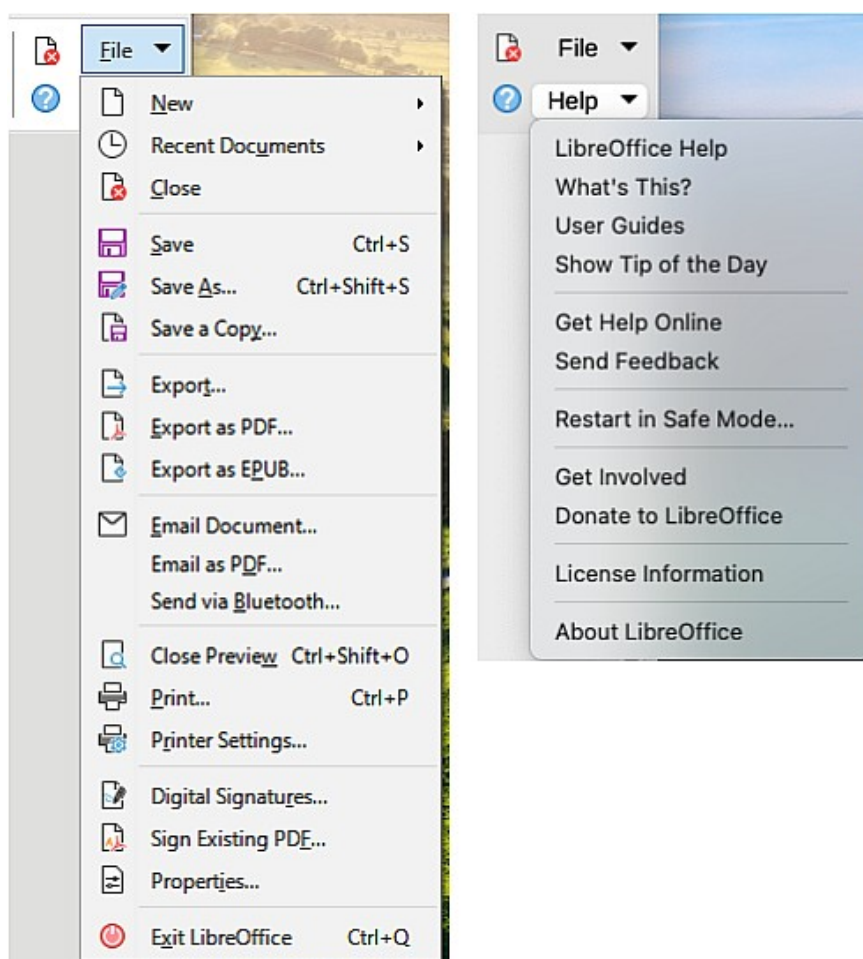 File
New
Recent Documents
Close
Save Ctrl+S
Save As... Ctrl+Shift+S
Save a Copy...
Export...
Export as PDF...
Export as EPUB...
Email Document...
Email as PDF...
Send via Bluetooth...
Close Preview Ctrl+Shift+O
Print... Ctrl+P
Printer Settings...
Digital Signatures...
Sign Existing PDF...
Properties...
Exit LibreOffice Ctrl+Q
File
Help
LibreOffice Help
What's This?
User Guides
Show Tip of the Day
Get Help Online
Send Feedback
Restart in Safe Mode...
Get Involved
Donate to LibreOffice
License Information
About LibreOffice